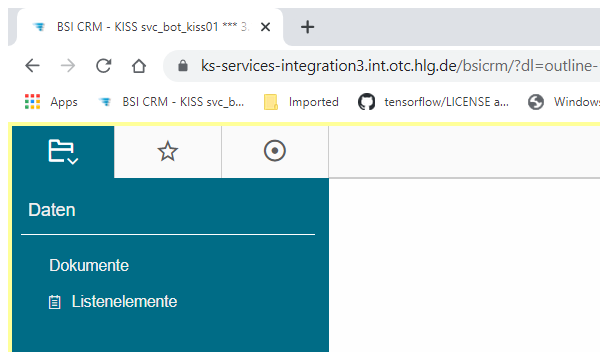 BSI CRM - KISS svc_bot_kiss01 *** 3.
ks-services-integration3.int.otc.hlg.de/bsicrm/?dl=outline-
Apps BSI CRM - KISS svc_b... Imported tensorflow/LICENSE a... Windows
Daten
Dokumente
Listenelemente